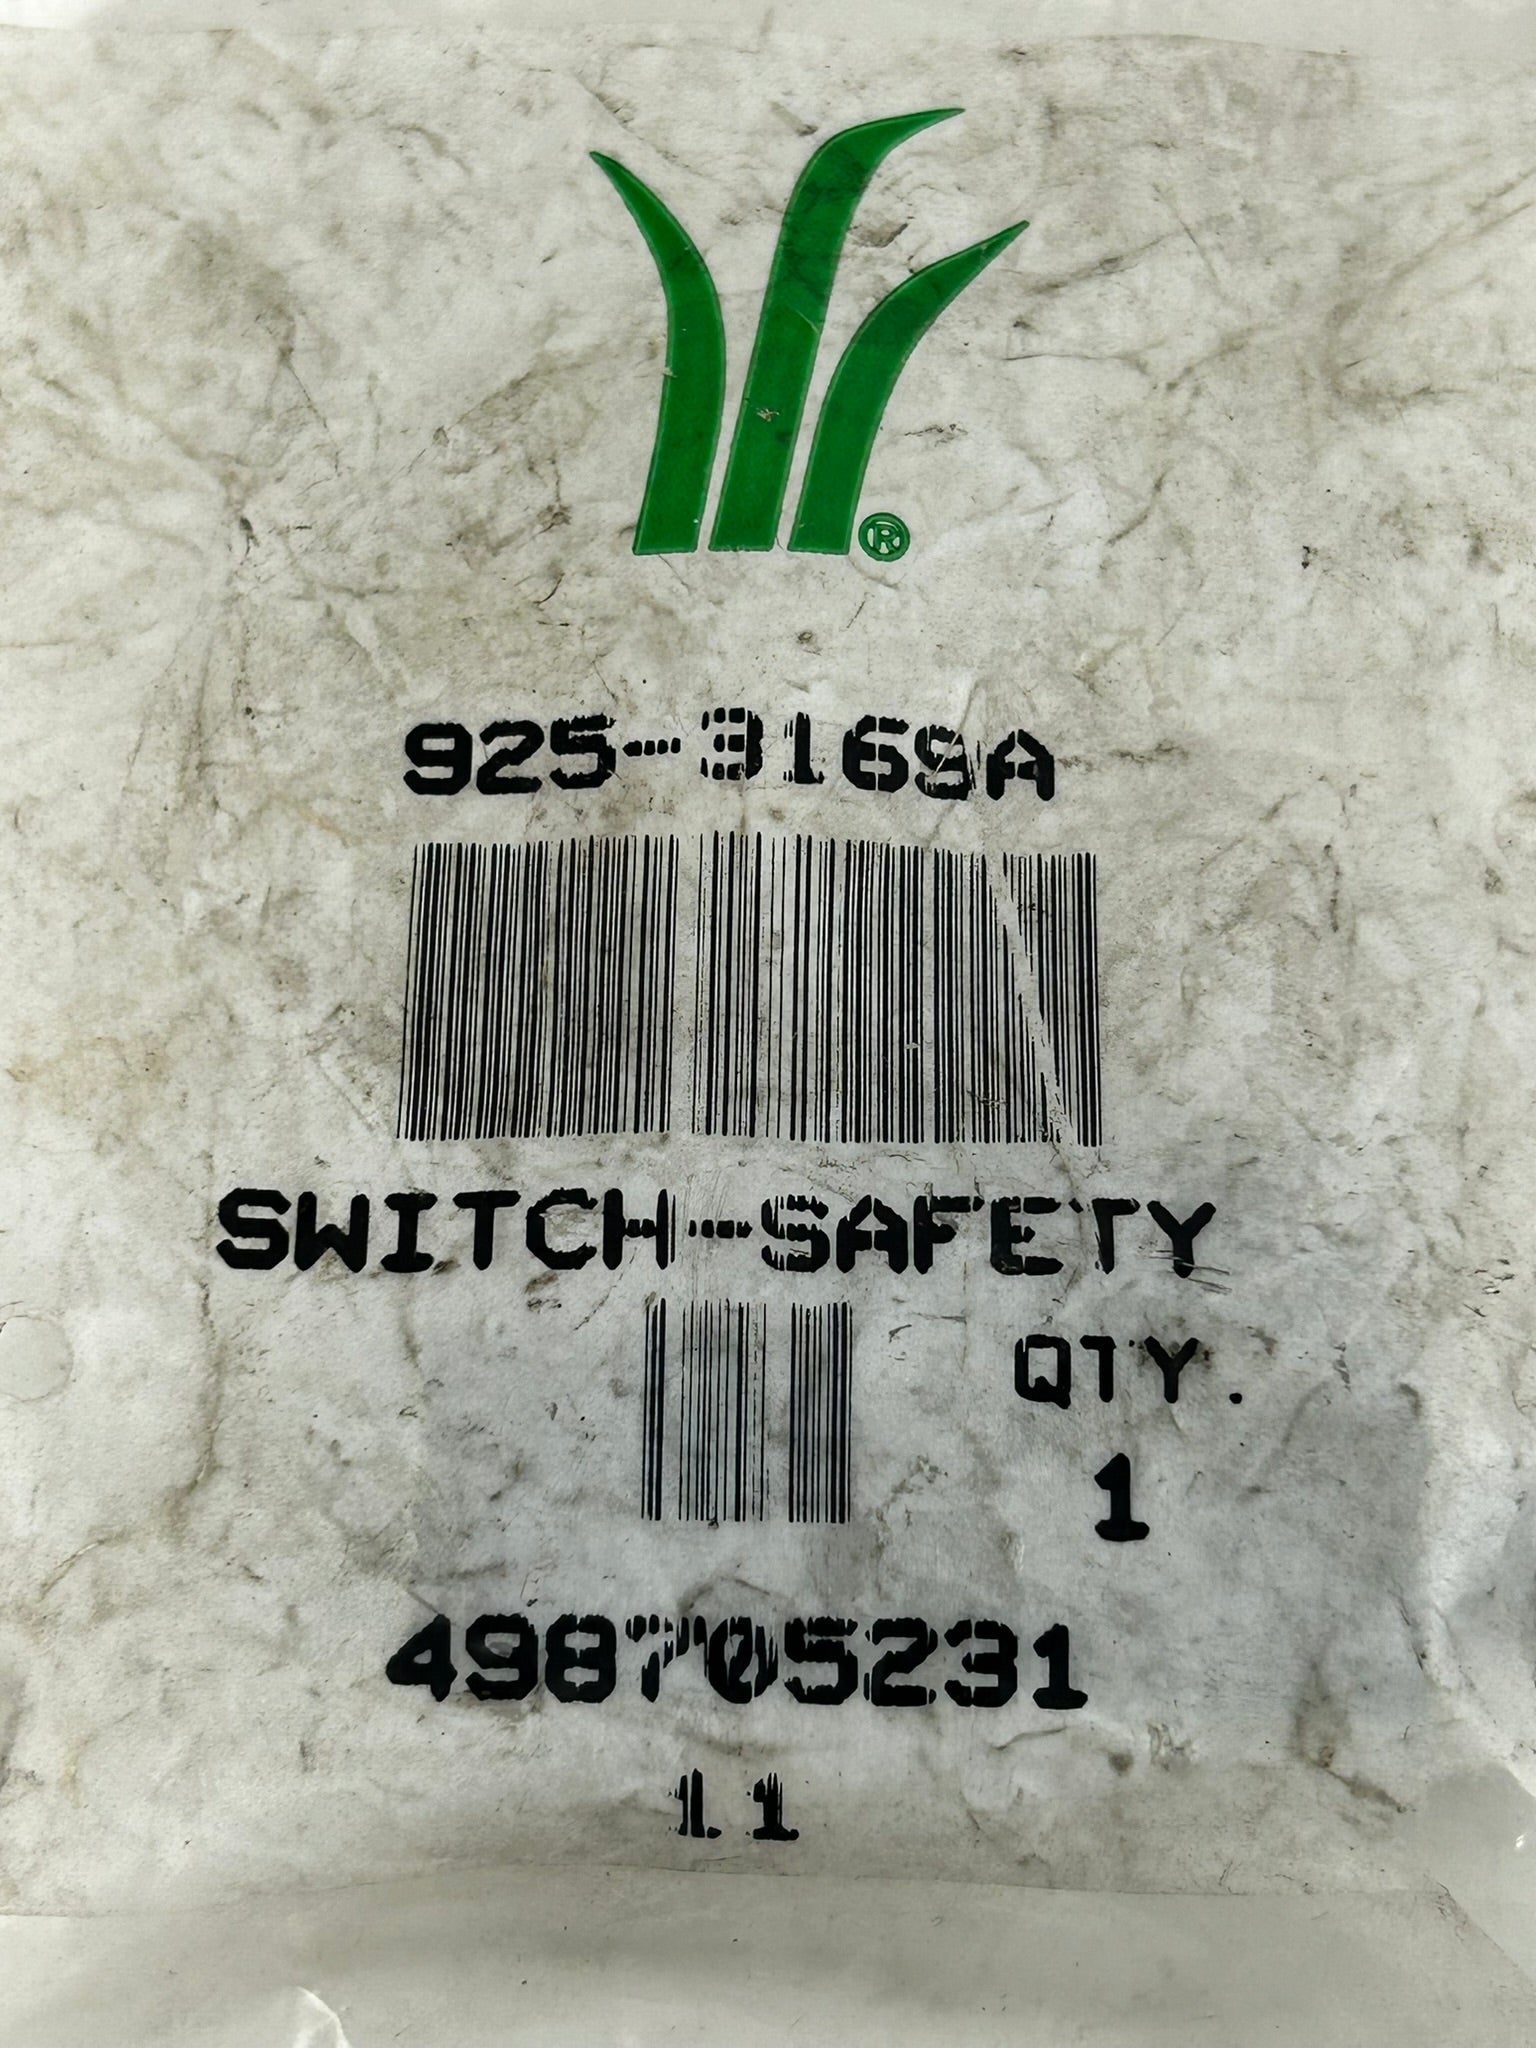 ®
925-3169A
SWITCH-SAFETY
QTY.
1
498705231
11